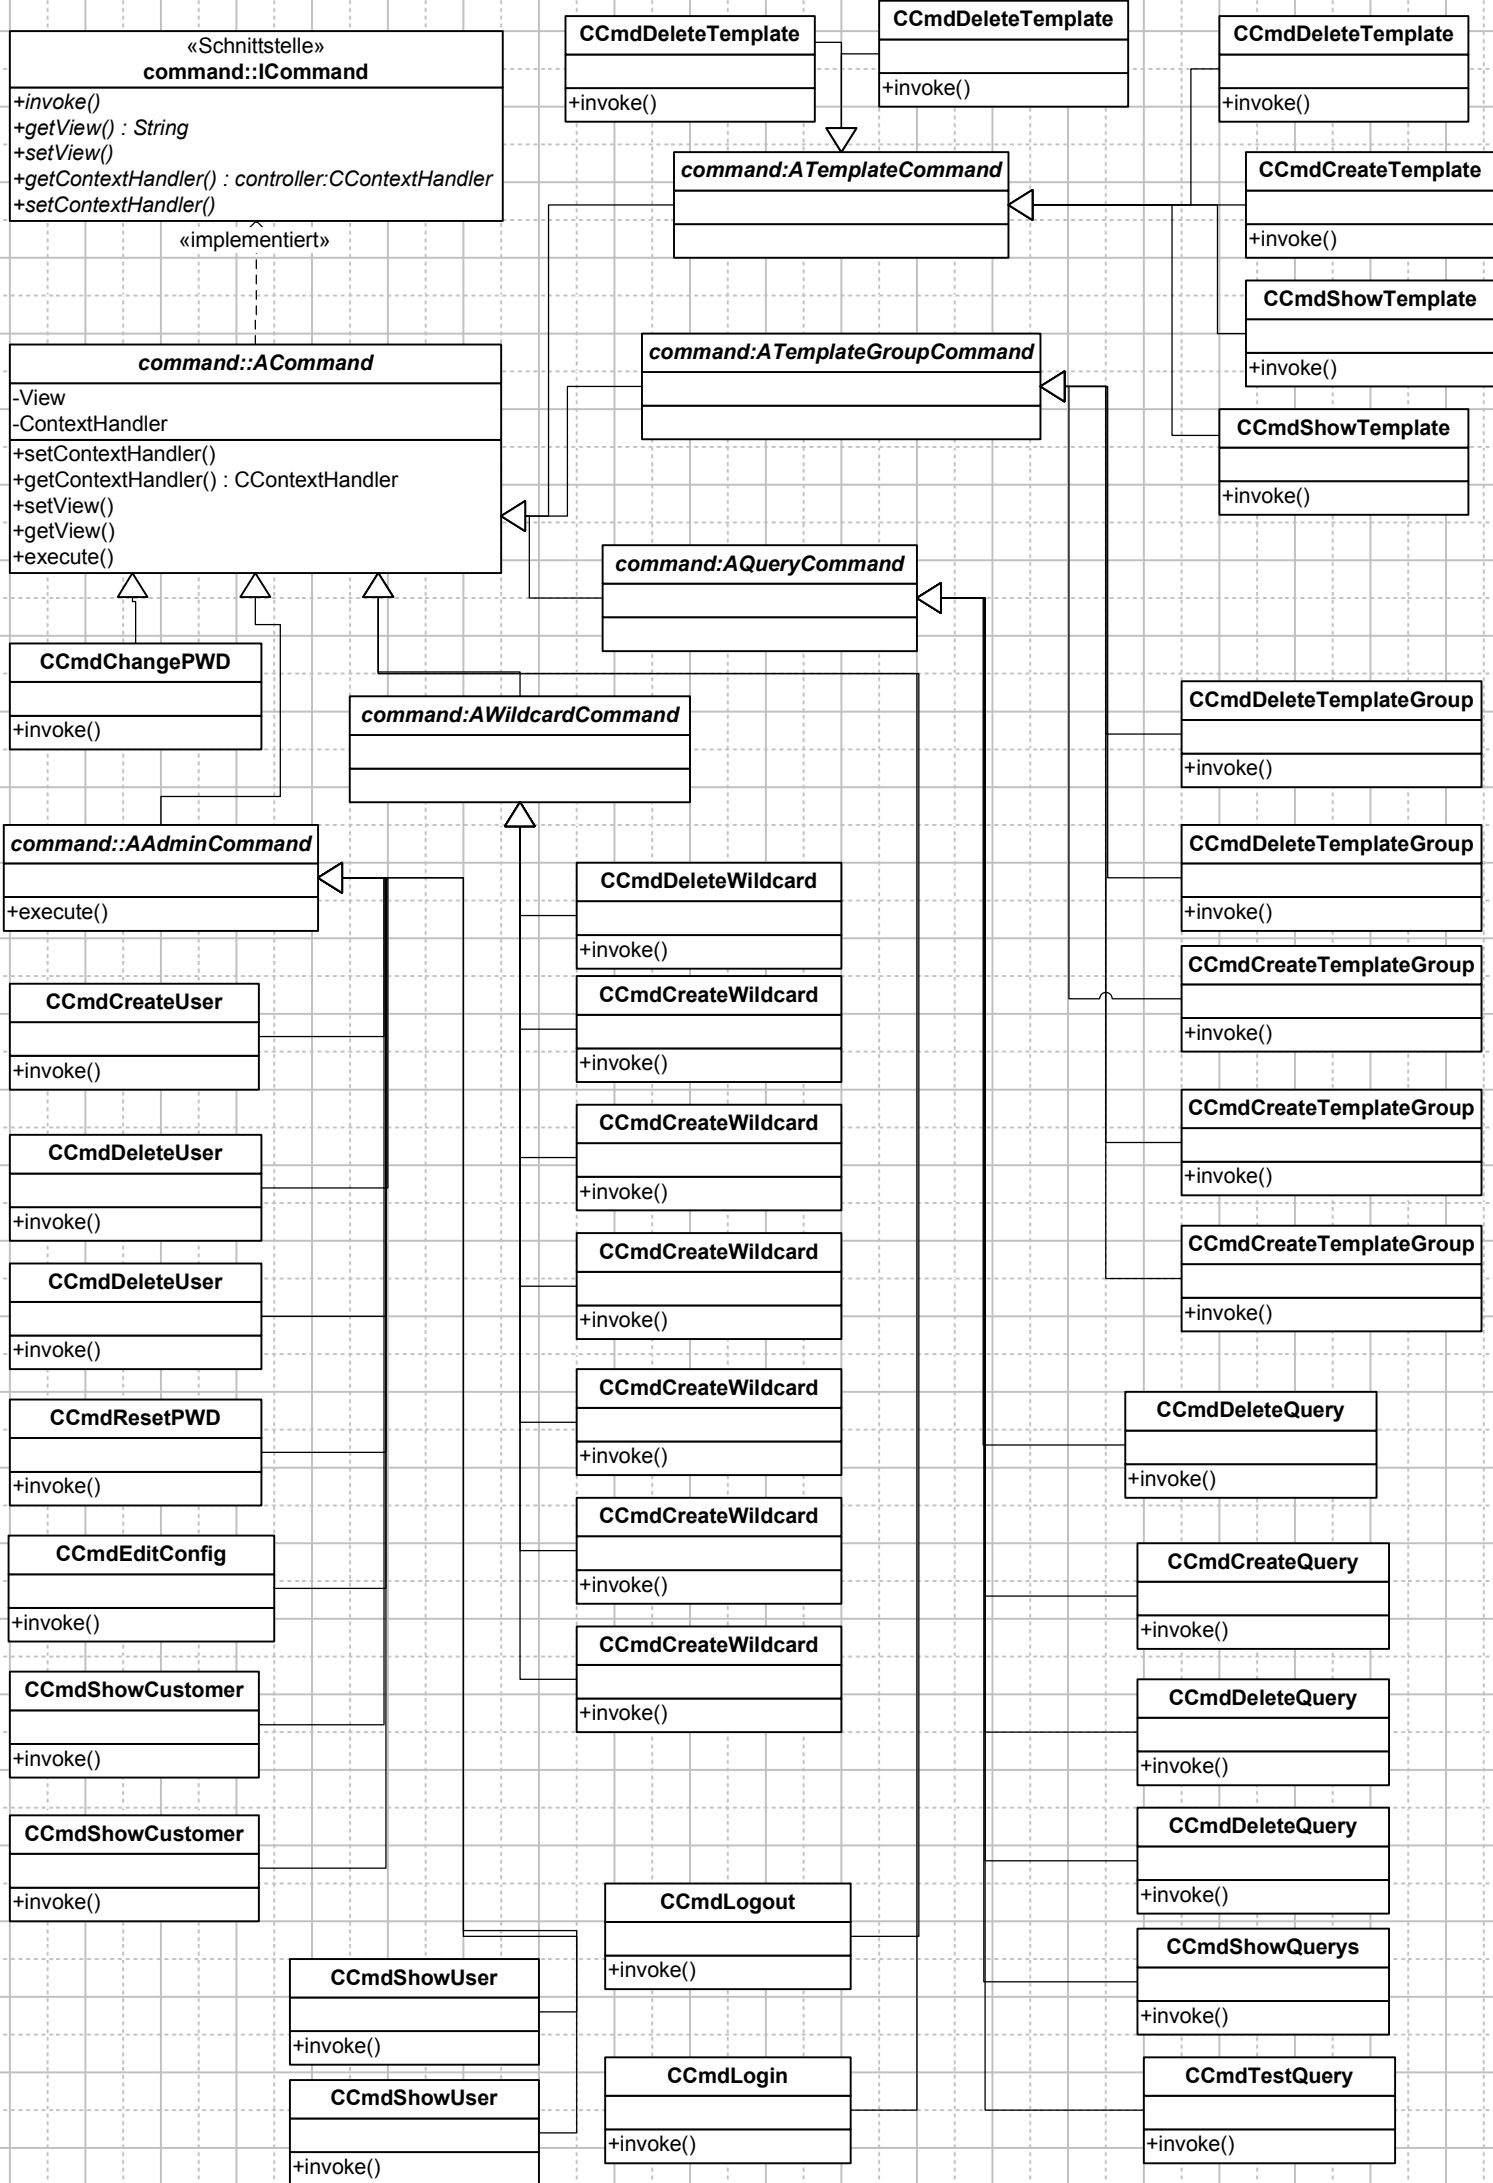 «Schnittstelle»
command::ICommand
+invoke()
+getView() : String
+setView()
+getContextHandler() : controller:CContextHandler
+setContextHandler()
«implementiert»
CCmdDeleteTemplate
+invoke()
CCmdDeleteTemplate
+invoke()
CCmdDeleteTemplate
+invoke()
command:ATemplateCommand
CCmdCreateTemplate
+invoke()
CCmdShowTemplate
+invoke()
command:ATemplateGroupCommand
CCmdShowTemplate
+invoke()
command::ACommand
-View
-ContextHandler
+setContextHandler()
+getContextHandler() : CContextHandler
+setView()
+getView()
+execute()
command:AQueryCommand
CCmdChangePWD
+invoke()
command:AWildcardCommand
CCmdDeleteTemplateGroup
+invoke()
command::AAdminCommand
+execute()
CCmdDeleteTemplateGroup
+invoke()
CCmdCreateTemplateGroup
+invoke()
CCmdCreateTemplateGroup
+invoke()
CCmdCreateTemplateGroup
+invoke()
CCmdDeleteWildcard
+invoke()
CCmdCreateWildcard
+invoke()
CCmdCreateWildcard
+invoke()
CCmdCreateWildcard
+invoke()
CCmdCreateWildcard
+invoke()
CCmdCreateWildcard
+invoke()
CCmdCreateWildcard
+invoke()
CCmdCreateUser
+invoke()
CCmdDeleteUser
+invoke()
CCmdDeleteUser
+invoke()
CCmdResetPWD
+invoke()
CCmdEditConfig
+invoke()
CCmdShowCustomer
+invoke()
CCmdShowCustomer
+invoke()
CCmdShowUser
+invoke()
CCmdShowUser
+invoke()
CCmdLogout
+invoke()
CCmdLogin
+invoke()
CCmdDeleteQuery
+invoke()
CCmdCreateQuery
+invoke()
CCmdDeleteQuery
+invoke()
CCmdDeleteQuery
+invoke()
CCmdShowQuerys
+invoke()
CCmdTestQuery
+invoke()